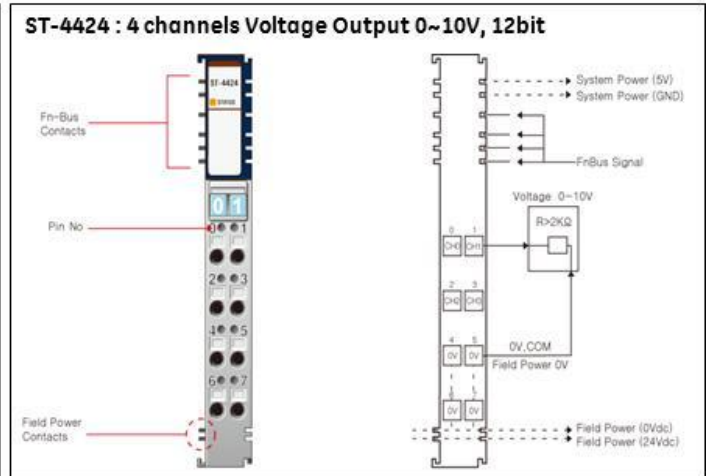 ST-4424 : 4 channels Voltage Output 0~10V, 12bit
Fn-Bus
Contacts
Pin No
Field Power
Contacts
ST-4424
0 1
0 1
2 3
4 5
6 7
System Power (5V)
System Power (GND)
FnBus Signal
Voltage 0~10V
R>2KΩ
0 1
CH0 CH1
2 3
CH2 CH3
4 5
0V 0V
0V,COM
Field Power 0V
0V 0V
Field Power (0Vdc)
Field Power (24Vdc)